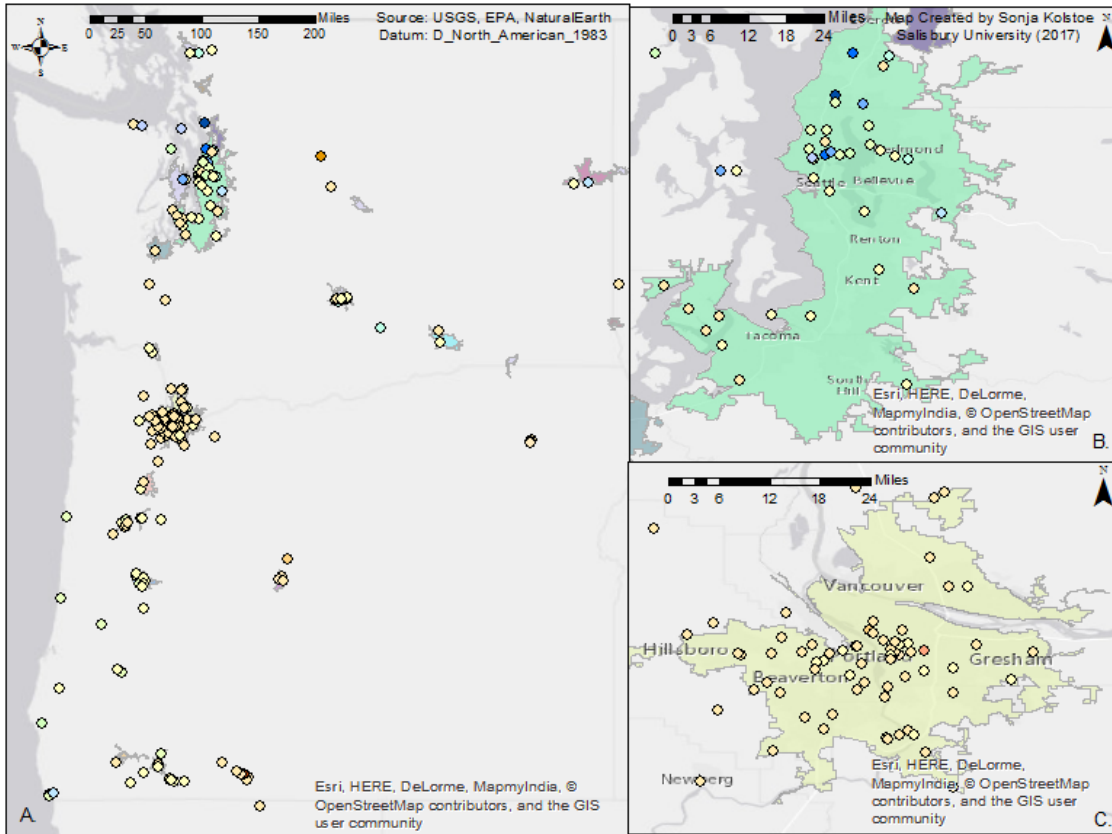 Miles
0 25 50 100 150 200
Source: USGS, EPA, NaturalEarth
Datum: D_North_American_1983
N
W E
S
Esri, HERE, DeLorme, MapmyIndia, ©
OpenStreetMap contributors, and the GIS
user community
A.
Miles
0 3 6 12 18 24
Map Created by Sonja Kolstoe
Salisbury University (2017)
N
Seattle
Bellevue
Renton
Kent
Tacoma
South
Hill
Esri, HERE, DeLorme,
MapmyIndia, © OpenStreetMap
contributors, and the GIS user
community
B.
Miles
0 3 6 12 18 24
N
Vancouver
Hillsboro
Portland
Gresham
Beaverton
Newberg
Esri, HERE, DeLorme,
MapmyIndia, © OpenStreetMap
contributors, and the GIS user
community
C.